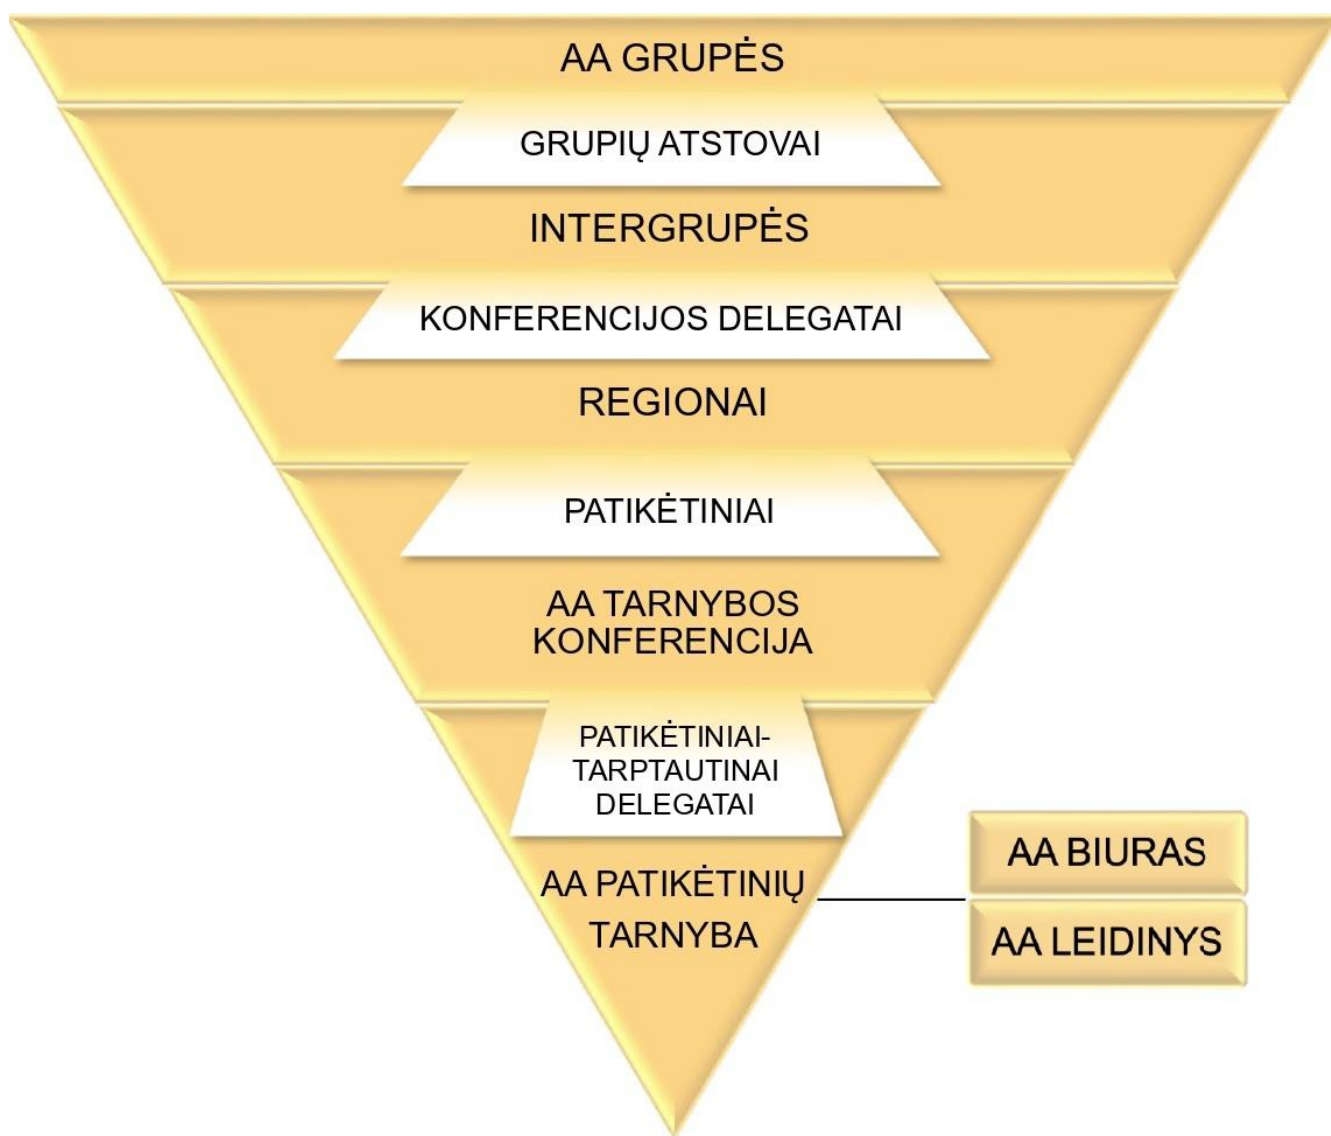 AA GRUPĖS
GRUPIŲ ATSTOVAI
INTERGRUPĖS
KONFERENCIJOS DELEGATAI
REGIONAI
PATIKĖTINIAI
AA TARNYBOS
KONFERENCIJA
PATIKĖTINIAI-
TARPTAUTINAI
DELEGATAI
AA PATIKĖTINIŲ
TARNYBA
AA BIURAS
AA LEIDINYS